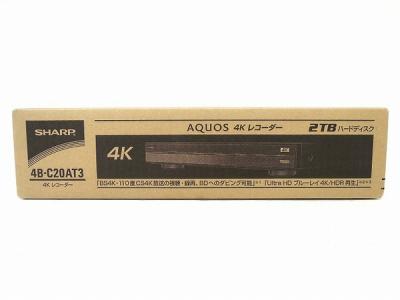 SHARP
4B-C20AT3
4K レコーダー
AQUOS 4K レコーダー
2TB ハードディスク
4K
4K
「BS4K・110度CS4K放送の視聴・録画、BDへのダビング可能」
「Ultra HD ブルーレイ 4K/HDR 再生」